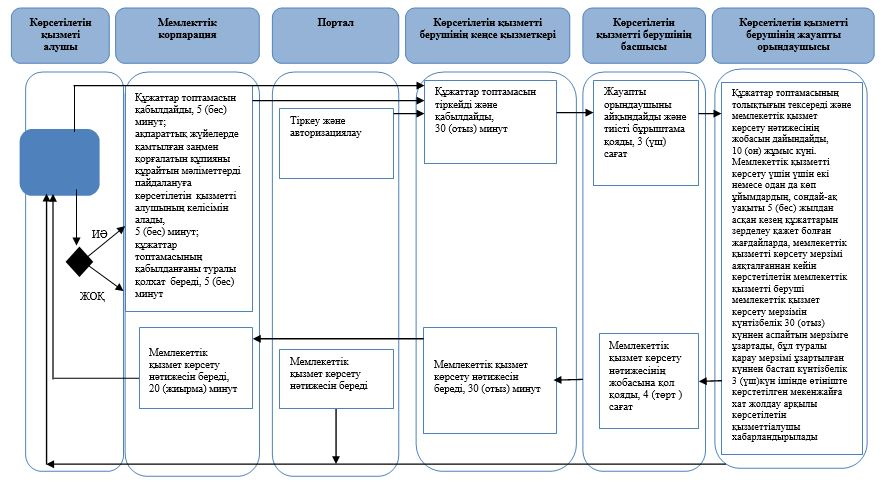 Көрсетілетін
қызметі
алушы
Мемлекттік
корпарация
Портал
Көрсетілетін қызметті
берушінің кеңсе қызметкері
Көрсетілетін
қызметті берушінің
басшысы
Көрсетілетін қызметті
берушінің жауапты
орындаушысы
ИӘ
ЖОҚ
Құжаттар топтамасын
қабылдайды, 5 (бес)
минут;
ақпараттық жүйелерде
қамтылған заңмен
қорғалатын құпияны
құрайтын мәліметтерді
пайдалануға
көрсетілетін қызметті
алушының келісімін
алады,
5 (бес) минут;
құжаттар
топтамасының
қабылданғаны туралы
қолхат береді, 5 (бес)
минут
Тіркеу және
авторизациялау
Құжаттар топтамасын
тіркейді және
қабылдайды,
30 (отыз) минут
Жауапты
орындаушыны
айқындайды және
тиісті бұрыштама
қояды, 3 (үш)
сағат
Құжаттар топтамасының
толықтығын тексереді және
мемлекеттік қызмет
көрсету нәтижесінің
жобасын дайындайды,
10 (он) жұмыс күні.
Мемлекеттік қызметті
көрсету үшін үшін екі
немесе одан да көп
ұйымдардың, сондай-ақ
уақыты 5 (бес) жылдан
асқан кезең құжаттарын
зерделеу қажет болған
жағдайларда, мемлекеттік
қызметті көрсету мерзімі
аяқталғаннан кейін
көрстетілетін мемлекеттік
қызметті беруші
мемлекеттік қызмет
көрсету мерзімін
күнтізбелік 30 (отыз)
күннен аспайтын мерзімге
ұзартады, бұл туралы
қарау мерзімі ұзартылған
күннен бастап күнтізбелік
3 (үш)күн ішінде өтініште
көрстетілген мекенжайға
хат жолдау арқылы
көрсетілетін
қызметтіалушы
хабарландырылады
Мемлекеттік
қызмет көрсету
нәтижесін береді,
20 (жиырма) минут
Мемлекеттік
қызмет көрсету
нәтижесін береді
Мемлекеттік қызмет
көрсету нәтижесін
береді, 30 (отыз) минут
Мемлекеттік
қызмет көрсету
нәтижесінің
жобасына қол
қояды, 4 (төрт )
сағат